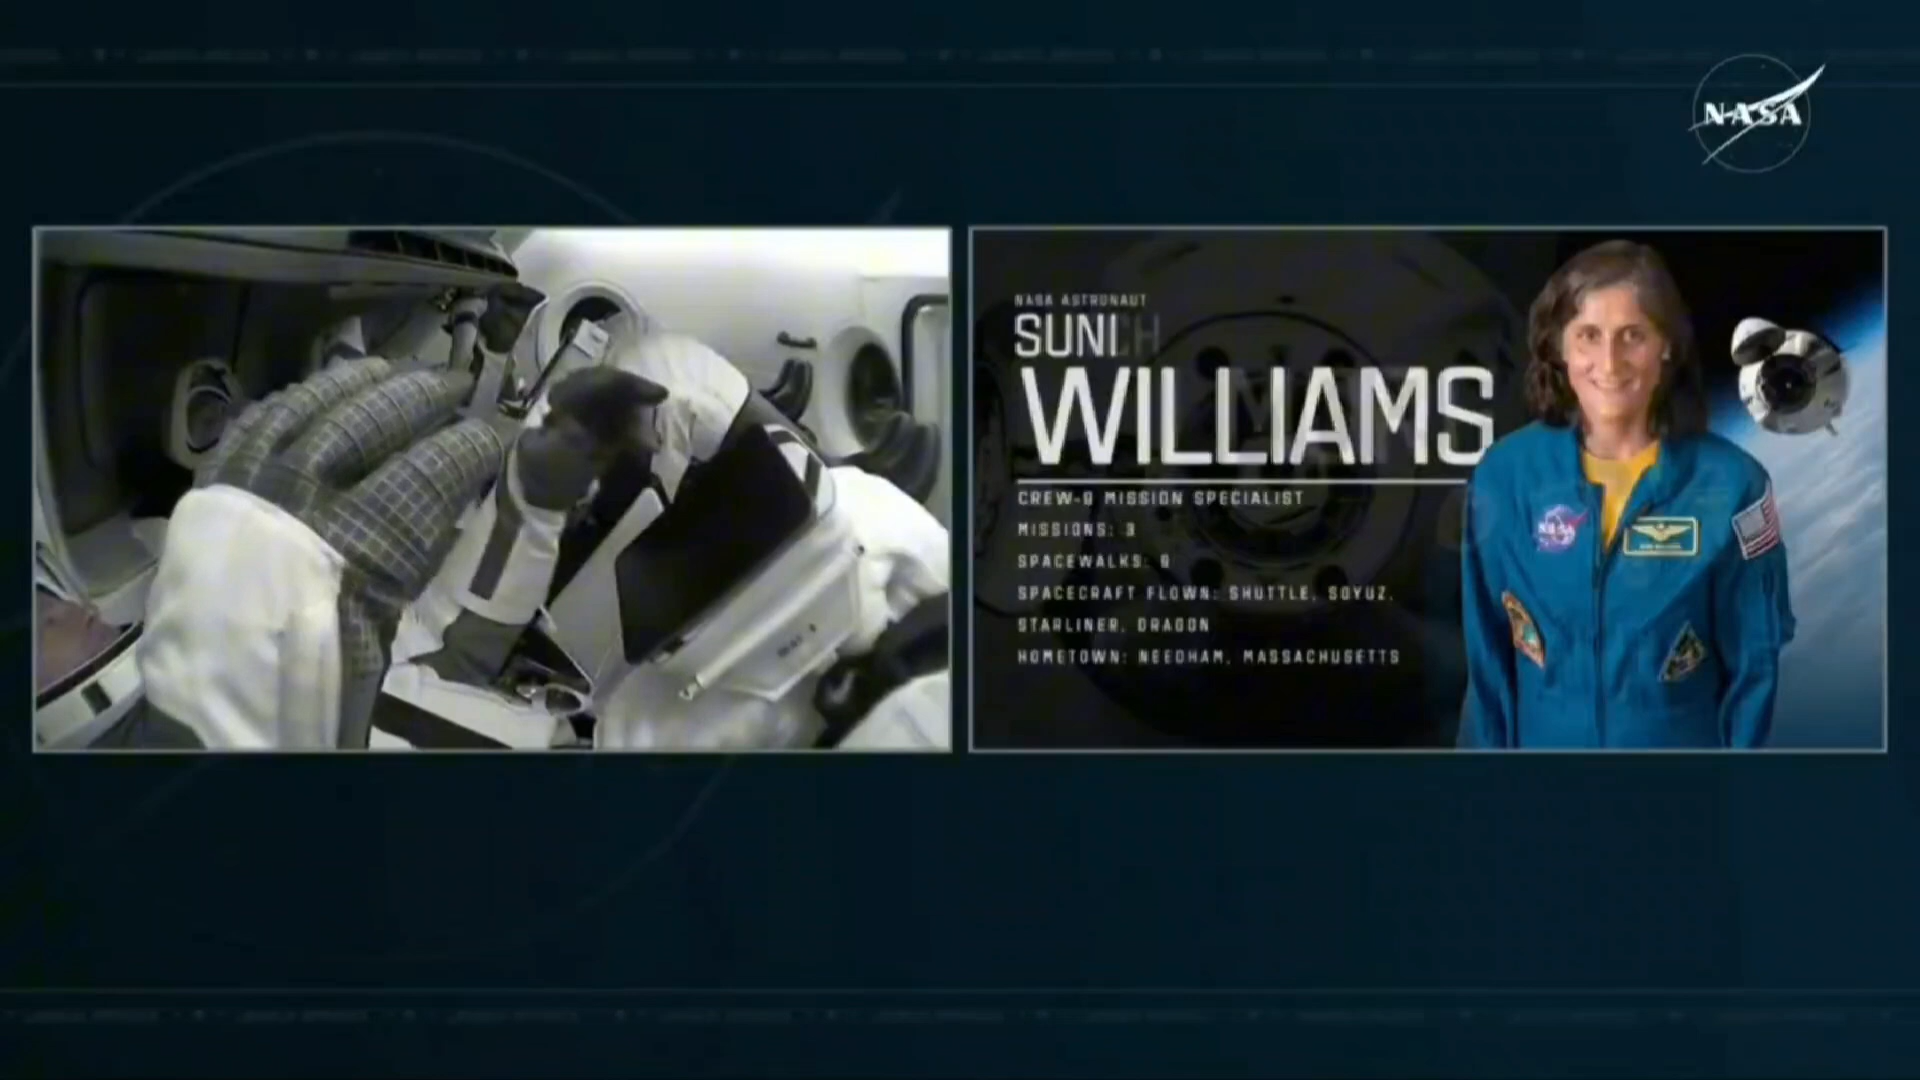 NASA
NASA ASTRONAUT
SUNI
WILLIAMS
CREW-9 MISSION SPECIALIST
MISSIONS: 3
SPACEWALKS: 9
SPACECRAFT FLOWN: SHUTTLE, SOYUZ,
STARLINER, DRAGON
HOMETOWN: NEEDHAM, MASSACHUSETTS
NASA